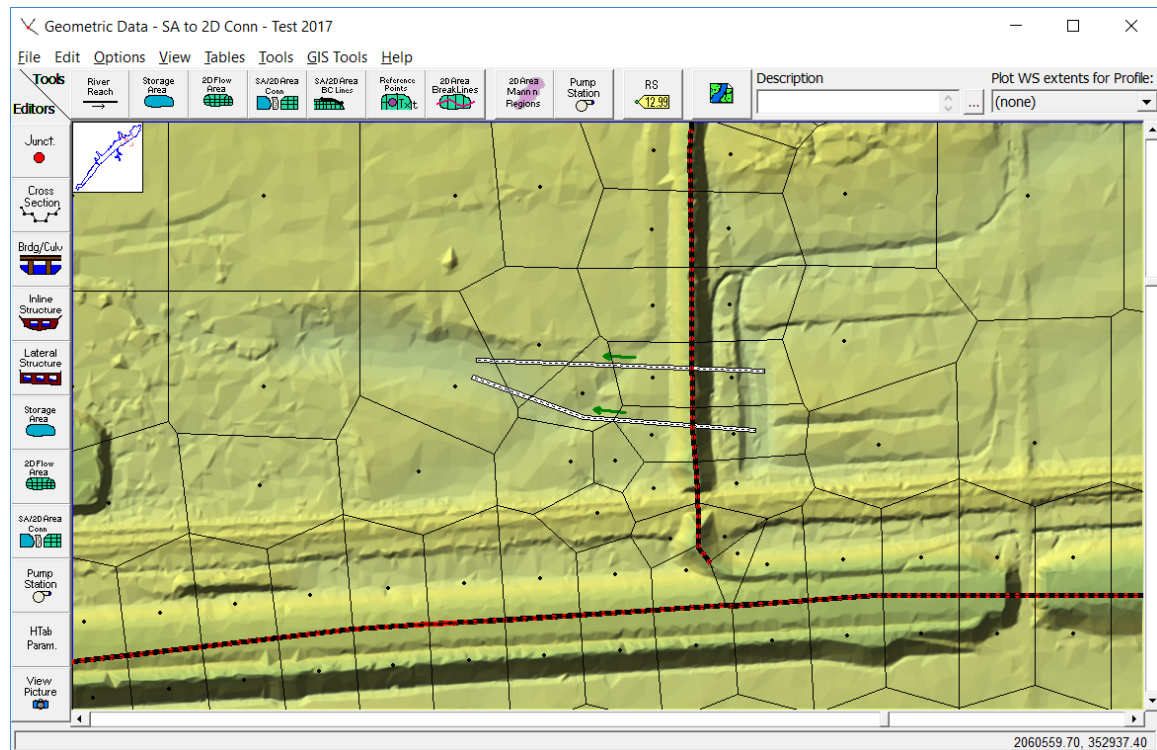 Geometric Data - SA to 2D Conn - Test 2017
File Edit Options View Tables Tools GIS Tools Help
Tools
Editors
River
Reach
Storage
Area
2D Flow
Area
SA/2D Area
Conn
SA/2D Area
BC Lines
Reference
Points
2D Area
BreakLines
2D Area
Mann n
Regions
Pump
Station
RS
12.99
Description
...
Plot WS extents for Profile:
(none)
Junct.
Cross
Section
Brdg/Culv
Inline
Structure
Lateral
Structure
Storage
Area
2D Flow
Area
SA/2D Area
Conn
Pump
Station
HTab
Param.
View
Picture
2060559.70, 352937.40